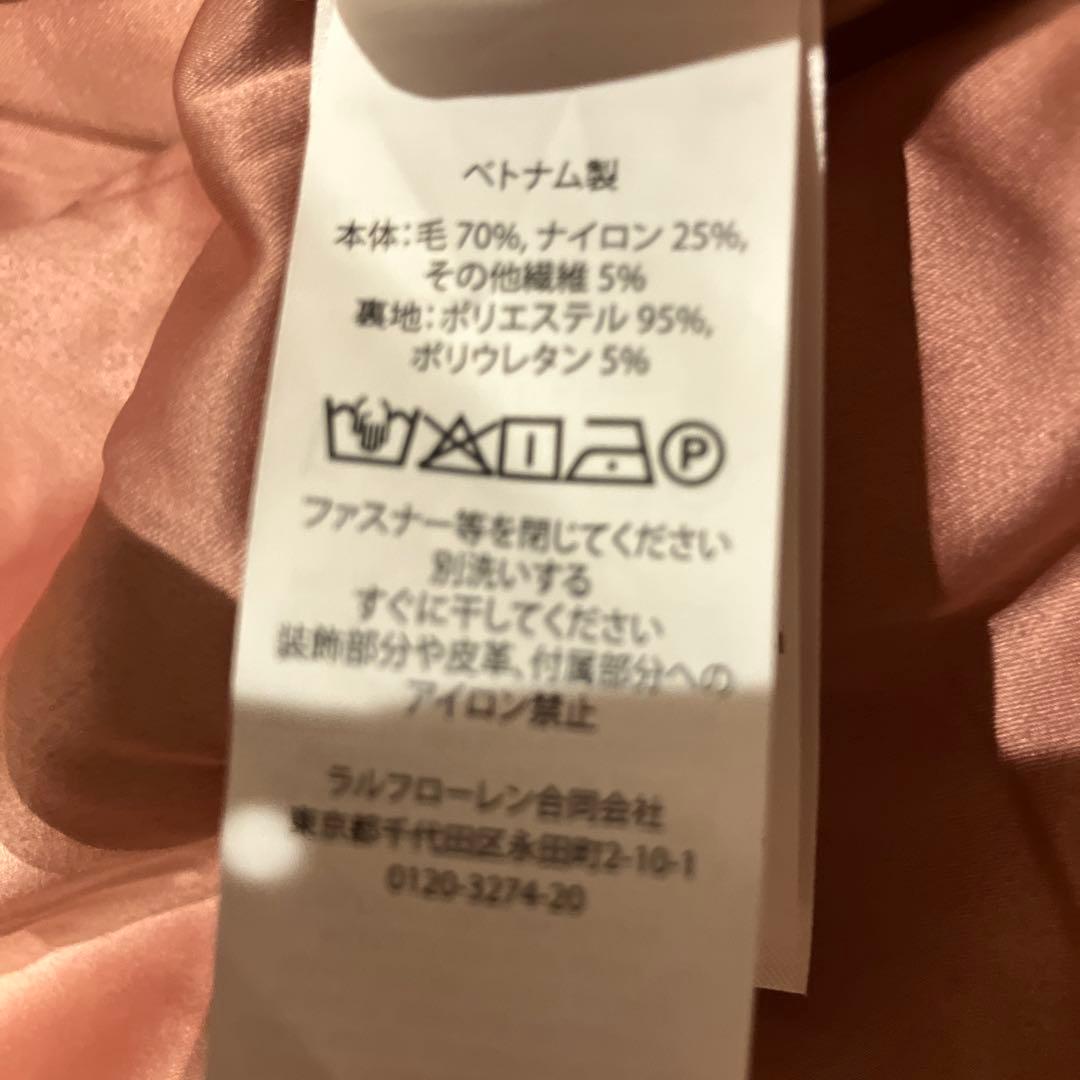 ベトナム製
本体:毛 70%, ナイロン 25%,
その他繊維 5%
裏地:ポリエステル 95%,
ポリウレタン 5%
P
ファスナー等を閉じてください
別洗いする
すぐに干してください
装飾部分や皮革、付属部分への
アイロン禁止
ラルフローレン合同会社
東京都千代田区永田町2-10-1
0120-3274-20